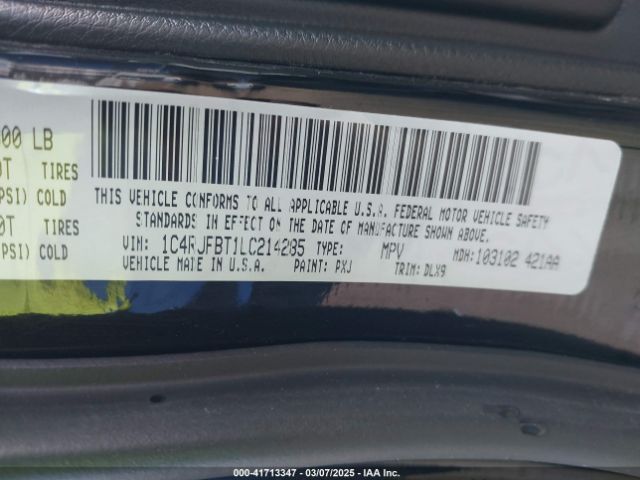 00 LB
0T TIRES
PSI) COLD
0T TIRES
PSI) COLD
THIS VEHICLE CONFORMS TO ALL APPLICABLE U.S.A. FEDERAL MOTOR VEHICLE SAFETY
STANDARDS IN EFFECT ON THE DATE OF MANUFACTURE SHOWN ABOVE.
VIN: 1C4RJFBT1LC214285 TYPE: MPV MDH: 103102 421AA
VEHICLE MADE IN U.S.A. PAINT: PXJ TRIM: DLX9
000-41713347 - 03/07/2025 - IAA Inc.